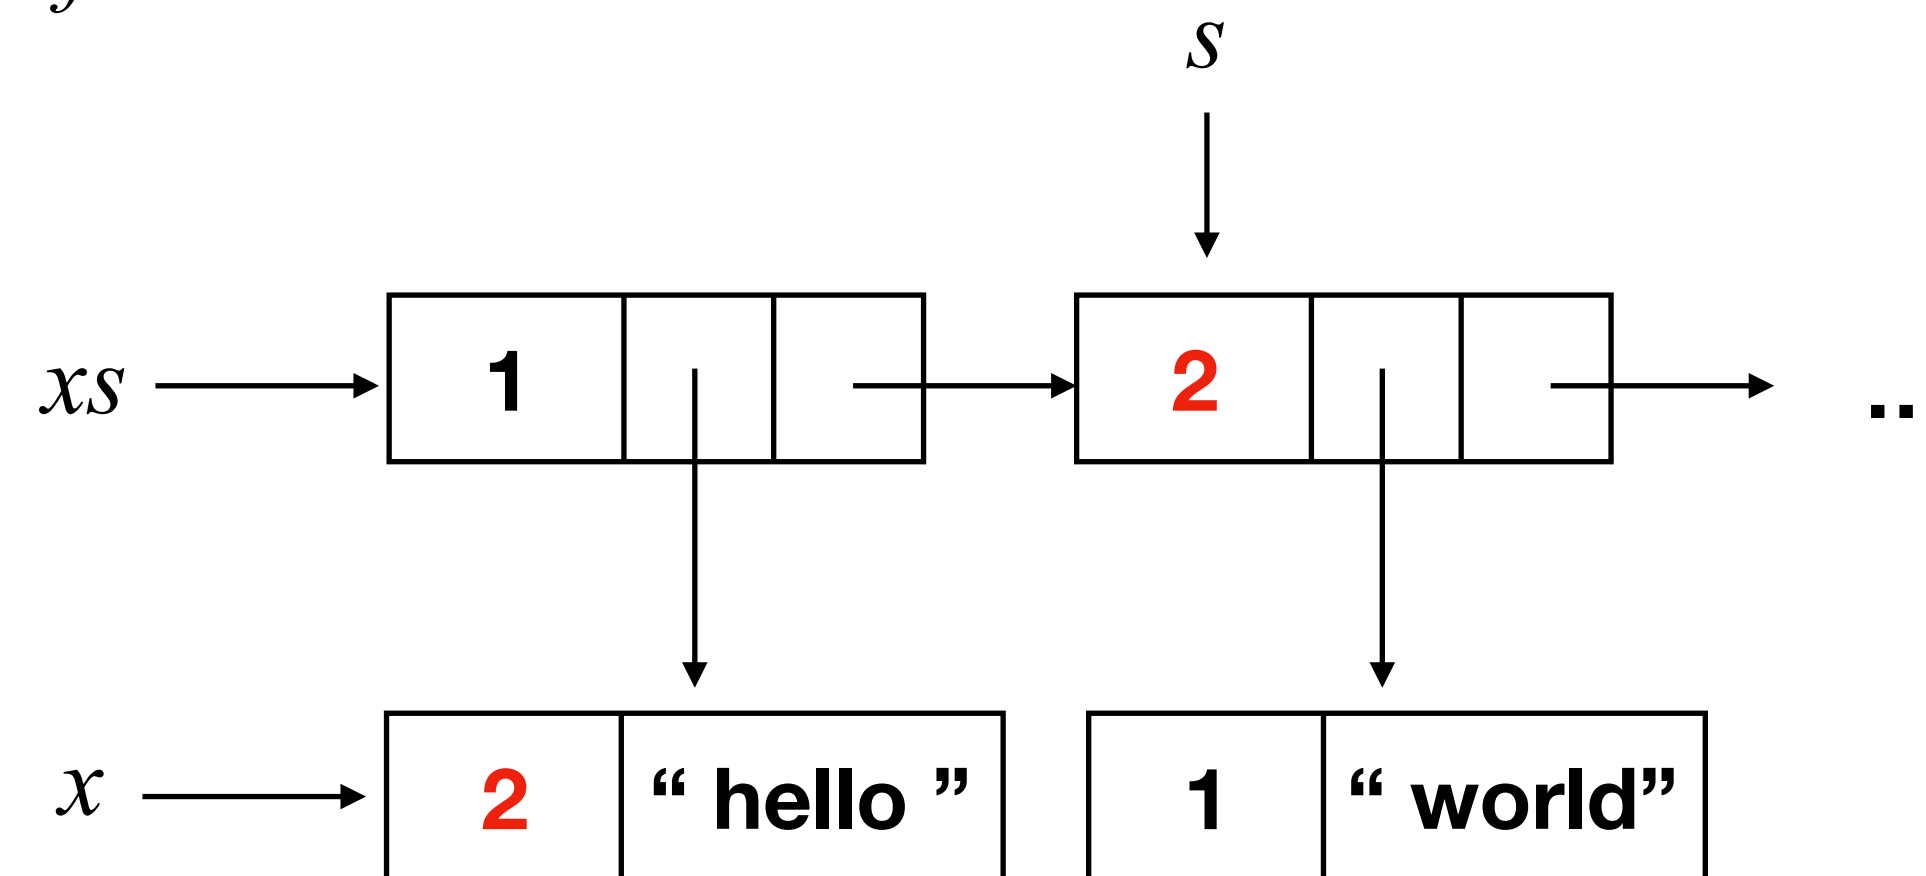 s
xs 1 2 ..
x 2 “ hello ” 1 “ world”